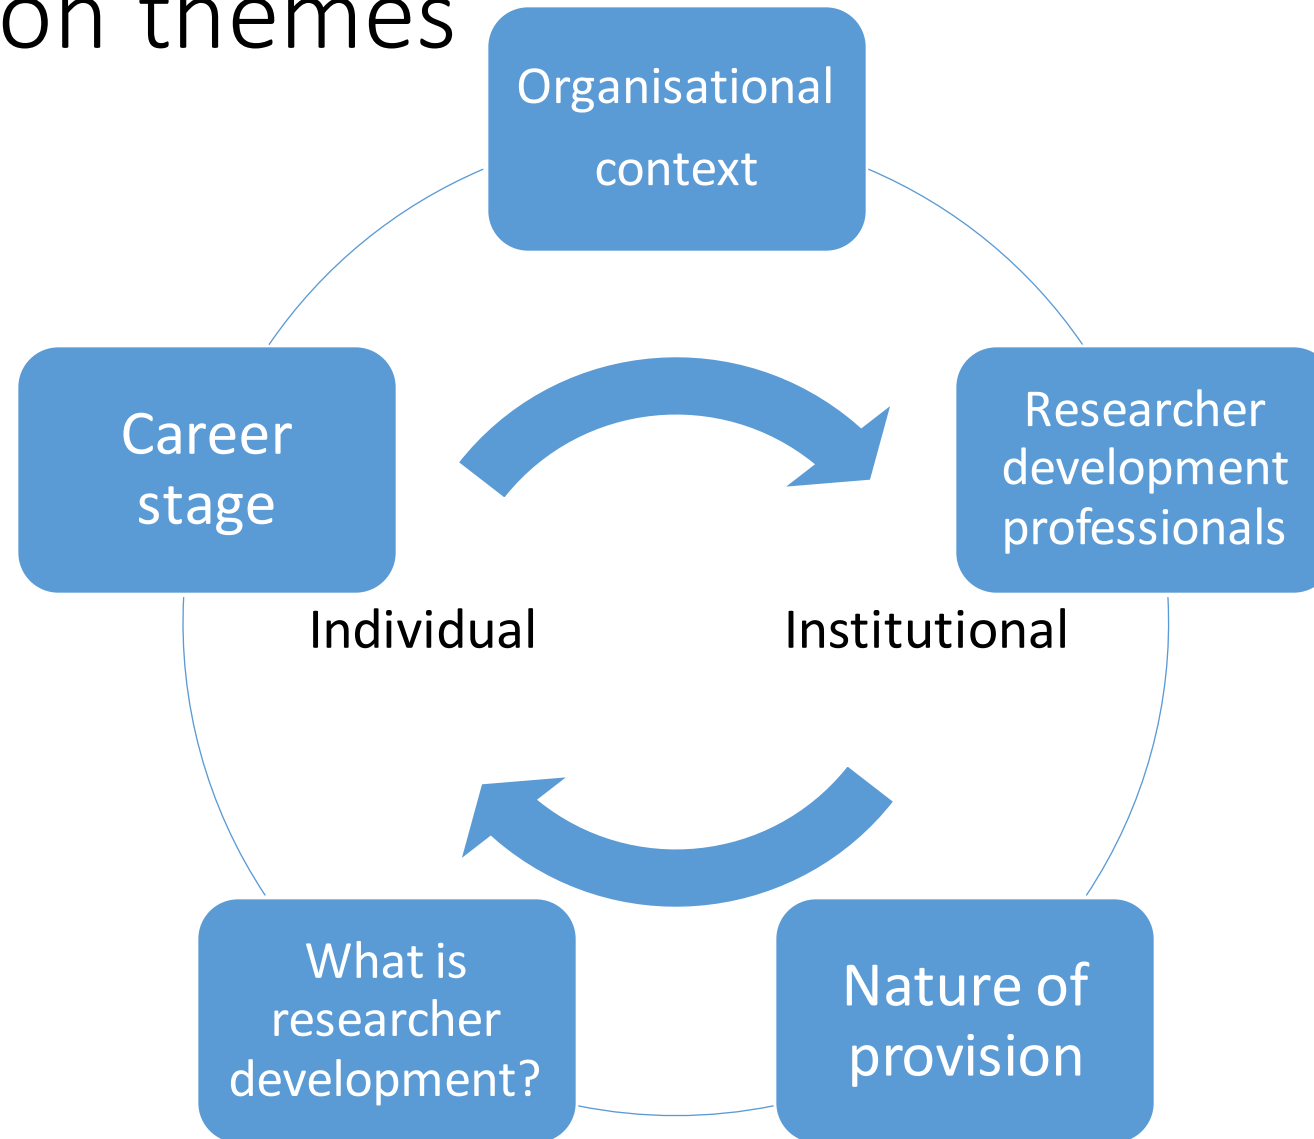 on themes
Organisational
context
Career
stage
Researcher
development
professionals
Individual
Institutional
What is
researcher
development?
Nature of
provision